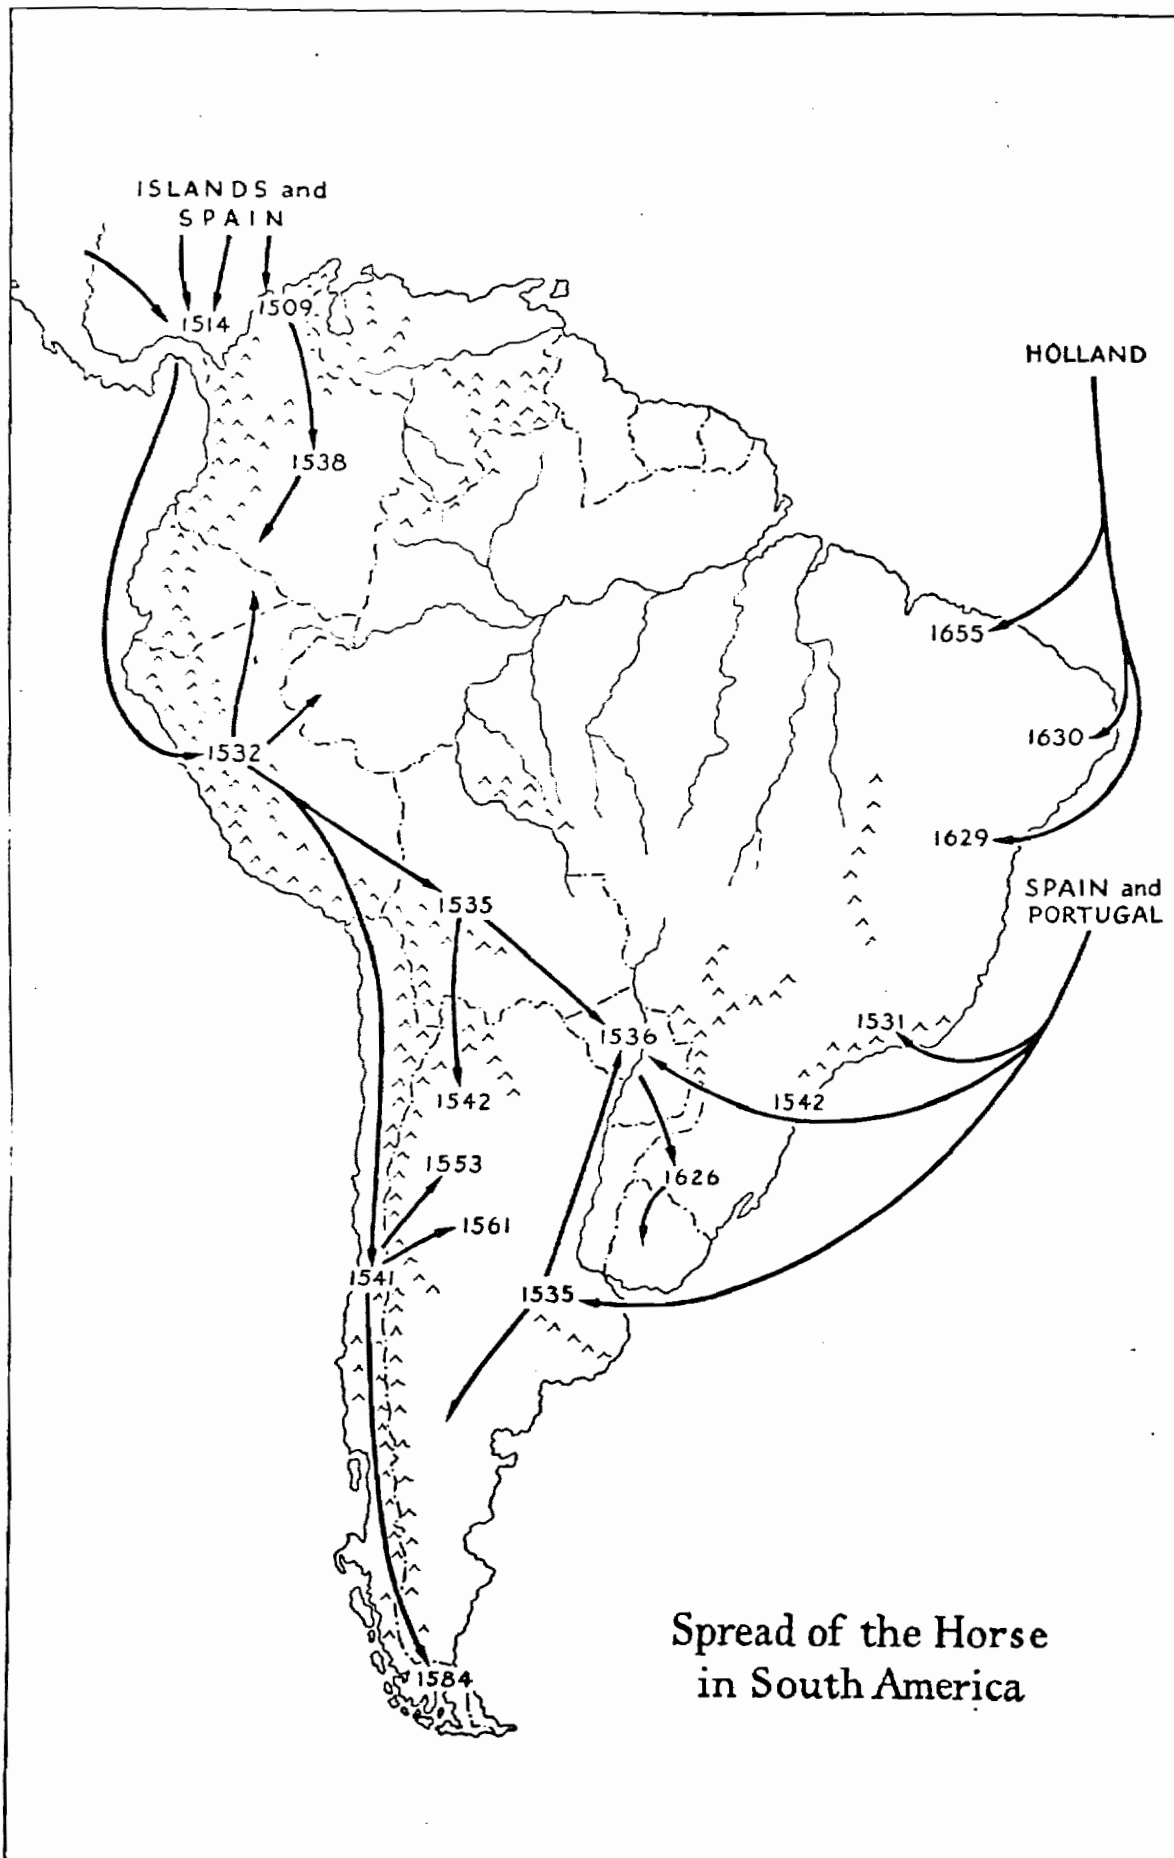 ISLANDS and
SPAIN
1509
1514
HOLLAND
1538
1655
1630
1532
1629
SPAIN and
PORTUGAL
1535
1531
1536
1542
1542
1553
1626
1561
1541
1535
Spread of the Horse
in South America
1584